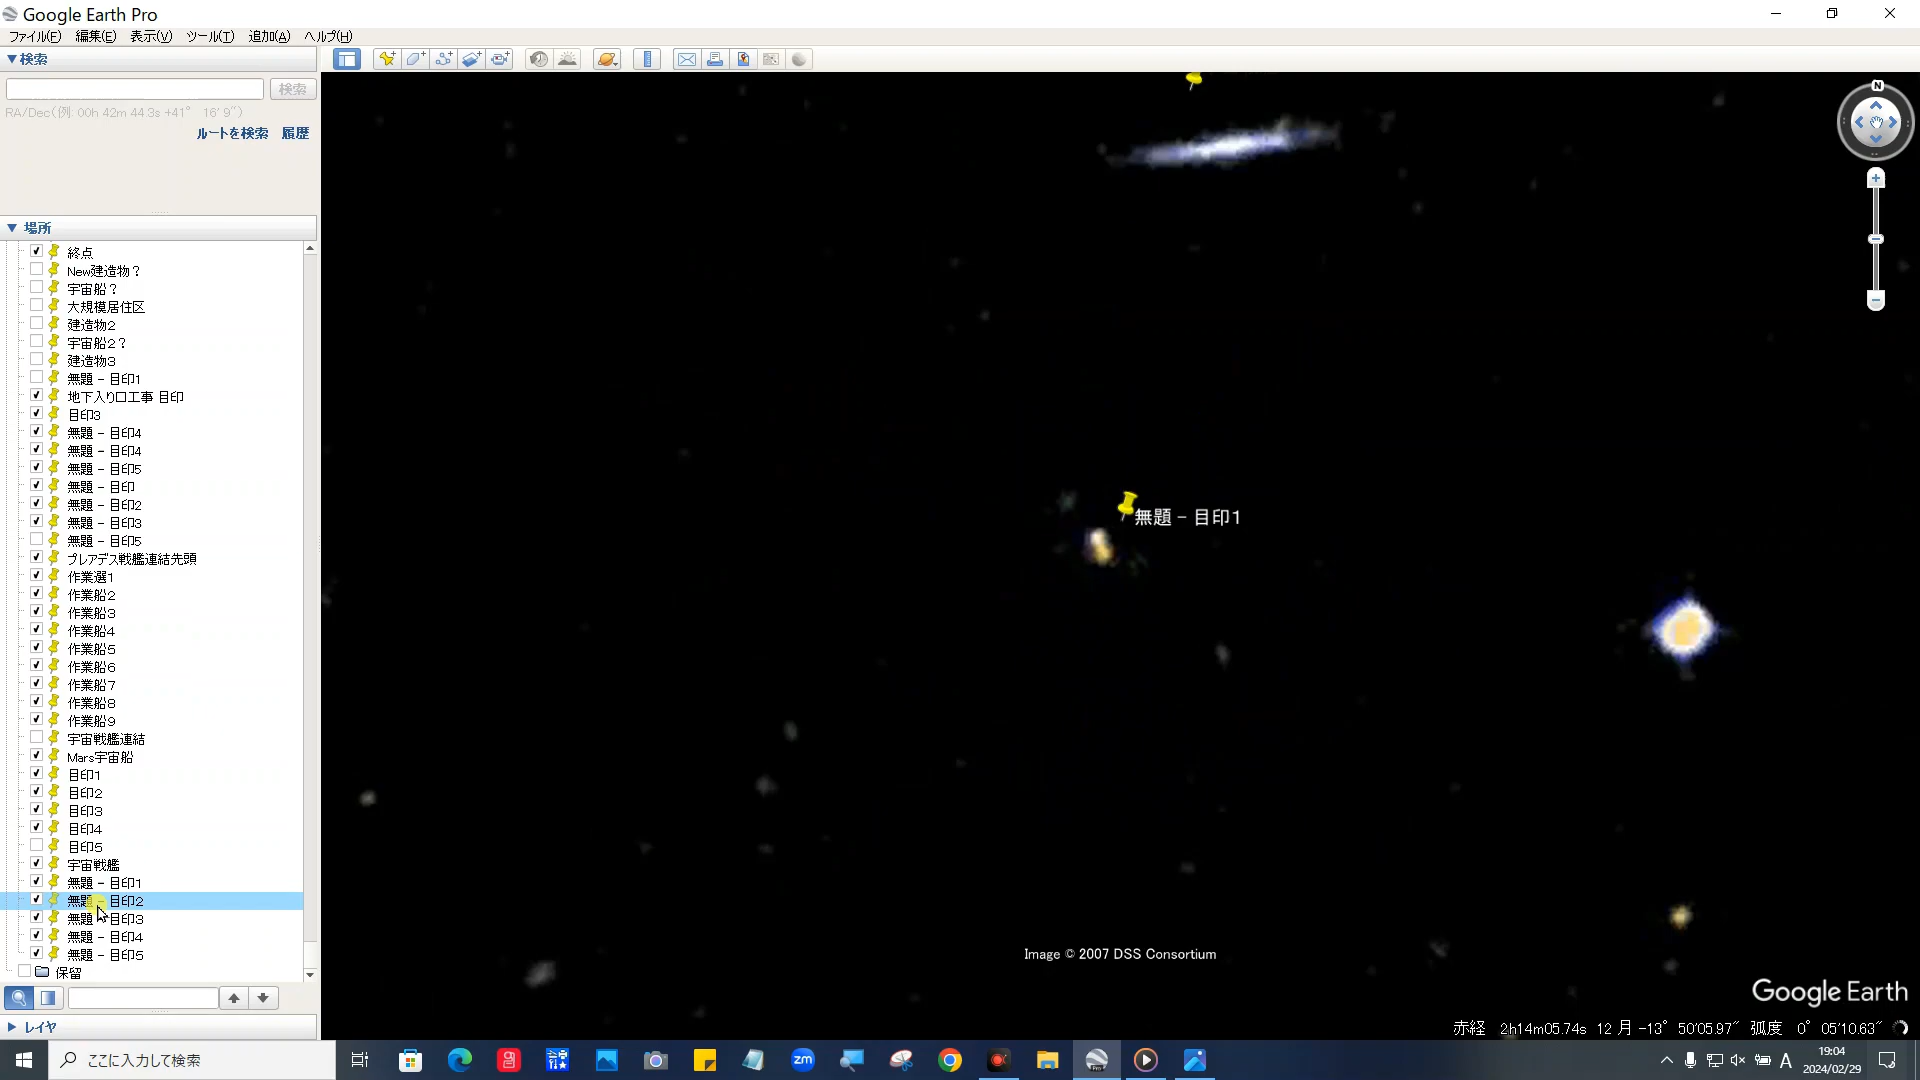 Google Earth Pro
ファイル(F) 編集(E) 表示(V) ツール(T) 追加(A) ヘルプ(H)
検索
検索
RA/Dec(例: 00h 42m 44.3s +41° 16' 9")
ルートを検索 履歴
場所
終点
New建造物？
宇宙船？
大規模居住区
建造物2
宇宙船2？
建造物3
無題 - 目印1
地下入り口工事 目印
目印3
無題 - 目印4
無題 - 目印4
無題 - 目印5
無題 - 目印
無題 - 目印2
無題 - 目印3
無題 - 目印5
プレアデス戦艦連結先頭
作業選1
作業船2
作業船3
作業船4
作業船5
作業船6
作業船7
作業船8
作業船9
宇宙戦艦連結
Mars宇宙船
目印1
目印2
目印3
目印4
目印5
宇宙戦艦
無題 - 目印1
無題 - 目印2
無題 - 目印3
無題 - 目印4
無題 - 目印5
保留
レイヤ
N
無題 - 目印1
Image © 2007 DSS Consortium
Google Earth
赤経 2h14m05.74s 12 月 -13° 50'05.97" 弧度 0° 05'10.63"
ここに入力して検索
zm
A
19:04
2024/02/29